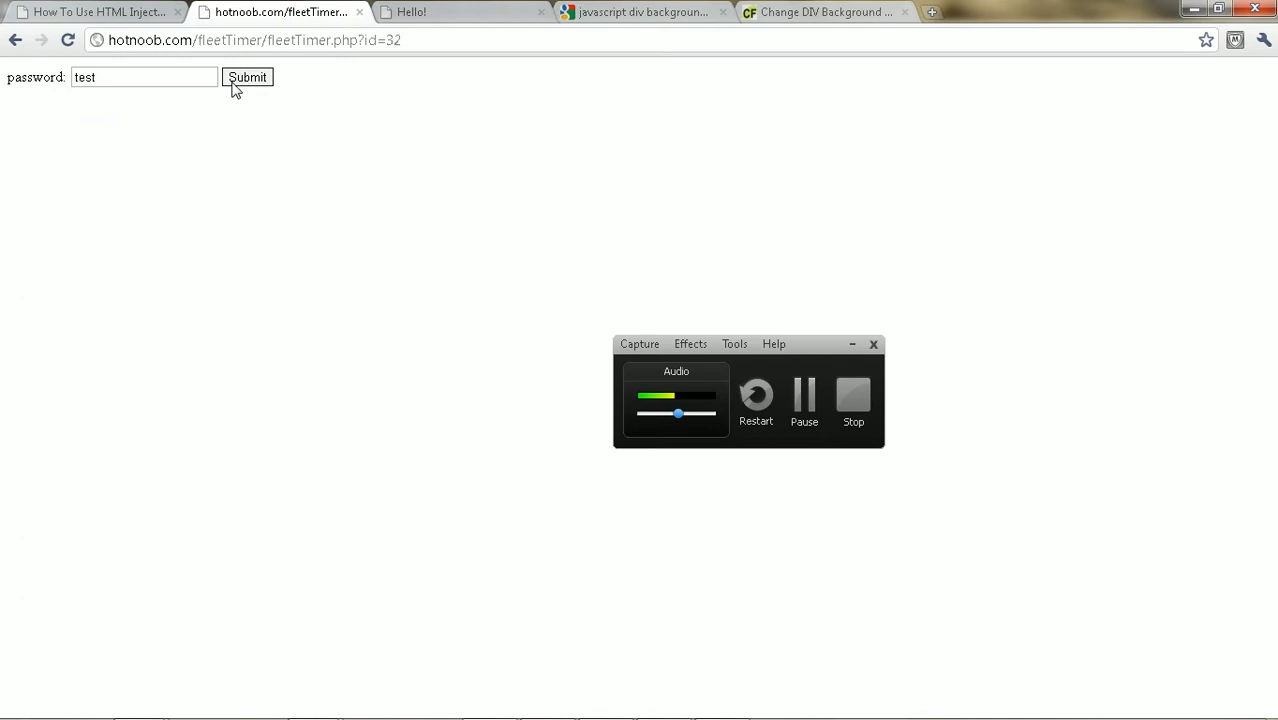 How To Use HTML Inject...
hotnoob.com/fleetTimer...
Hello!
javascript div backgroun...
CF Change DIV Background ...
hotnoob.com/fleetTimer/fleetTimer.php?id=32
password: test Submit
Capture Effects Tools Help
Audio
Restart Pause Stop